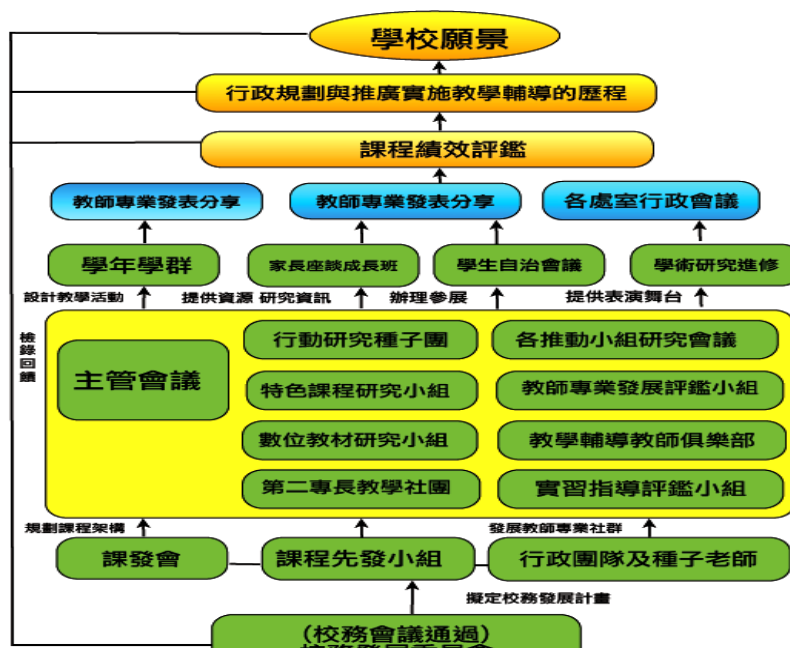 學校願景
行政規劃與推廣實施教學輔導的歷程
課程績效評鑑
教師專業發表分享
教師專業發表分享
各處室行政會議
學年學群
家長座談成長班
學生自治會議
學術研究進修
設計教學活動
提供資源 研究資訊
辦理參展
提供表演舞台
檢錄回饋
主管會議
行動研究種子團
各推動小組研究會議
特色課程研究小組
教師專業發展評鑑小組
數位教材研究小組
教學輔導教師俱樂部
第二專長教學社團
實習指導評鑑小組
規劃課程架構
發展教師專業社群
課發會
課程先發小組
行政團隊及種子老師
擬定校務發展計畫
(校務會議通過)